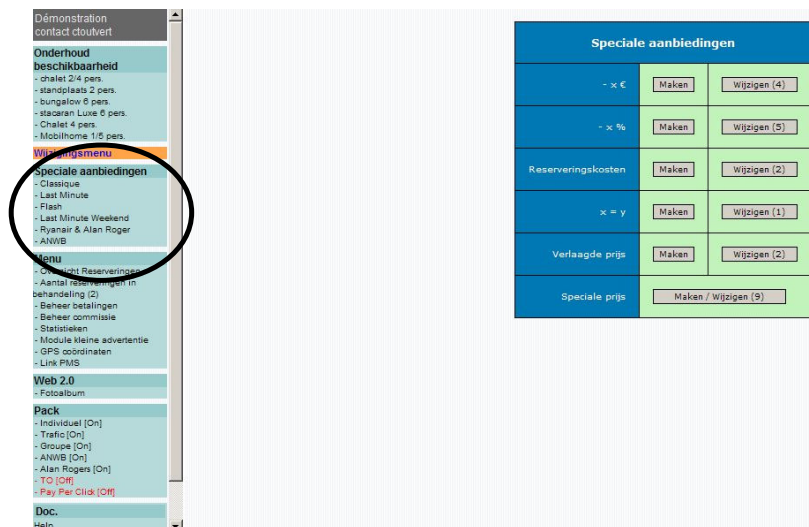 Démonstration
contact ctoutvert
Onderhoud
beschikbaarheid
- chalet 2/4 pers.
- standplaats 2 pers.
- bungalow 6 pers.
- stacaran Luxe 6 pers.
- Chalet 4 pers.
- Mobilhome 1/5 pers.
Wijzigingsmenu
Speciale aanbiedingen
- Classique
- Last Minute
- Flash
- Last Minute Weekend
- Ryanair & Alan Roger
- ANWB
Menu
- Overzicht Reserveringen
- Aantal reserveringen in
behandeling (2)
- Beheer betalingen
- Beheer commissie
- Statistieken
- Module kleine advertentie
- GPS coördinaten
- Link PMS
Web 2.0
- Fotoalbum
Pack
- Individuel [On]
- Trafic [On]
- Groupe [On]
- ANWB [On]
- Alan Rogers [On]
- TO [Off]
- Pay Per Click [Off]
Doc.
Help
Speciale aanbiedingen
- x € Maken Wijzigen (4)
- x % Maken Wijzigen (5)
Reserveringskosten Maken Wijzigen (2)
x = y Maken Wijzigen (1)
Verlaagde prijs Maken Wijzigen (2)
Speciale prijs Maken / Wijzigen (9)